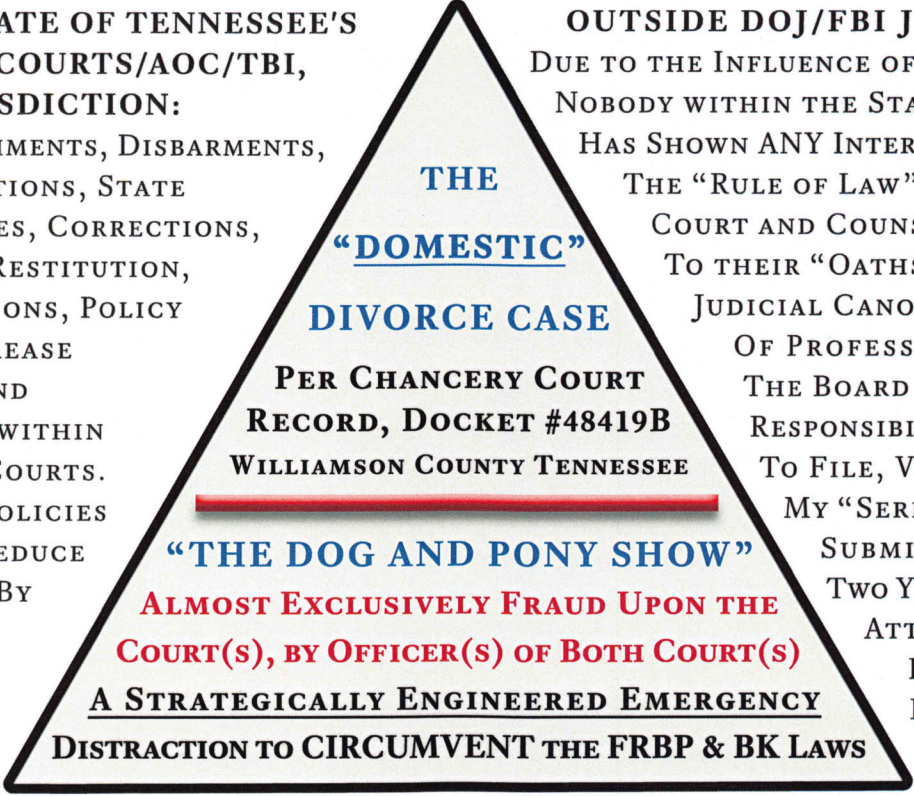 ATE OF TENNESSEE'S
COURTS/AOC/TBI,
SDICTION:
MENTS, DISBARMENTS,
TIONS, STATE
ES, CORRECTIONS,
RESTITUTION,
ONS, POLICY
EASE
ND
WITHIN
COURTS.
OLICIES
EDUCE
BY
THE
“DOMESTIC”
DIVORCE CASE
PER CHANCERY COURT
RECORD, DOCKET #48419B
WILLIAMSON COUNTY TENNESSEE
“THE DOG AND PONY SHOW”
ALMOST EXCLUSIVELY FRAUD UPON THE
COURT(S), BY OFFICER(S) OF BOTH COURT(S)
A STRATEGICALLY ENGINEERED EMERGENCY
DISTRACTION TO CIRCUMVENT THE FRBP & BK LAWS
OUTSIDE DOJ/FBI J
DUE TO THE INFLUENCE OF
NOBODY WITHIN THE STA
HAS SHOWN ANY INTER
THE “RULE OF LAW”
COURT AND COUNS
TO THEIR “OATHS
JUDICIAL CANO
OF PROFESS
THE BOARD
RESPONSIBI
TO FILE, V
MY “SERI
SUBMI
TWO Y
ATT